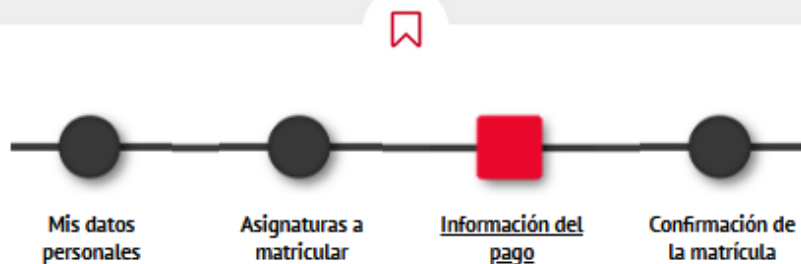 Mis datos
personales
Asignaturas a
matricular
Información del
pago
Confirmación de
la matrícula